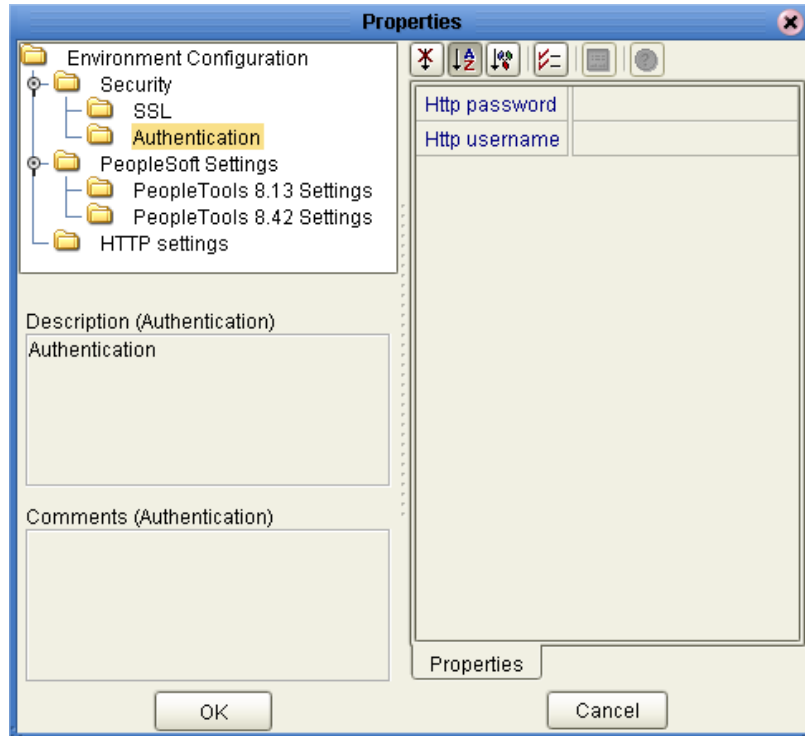 Properties
Environment Configuration
Security
SSL
Authentication
PeopleSoft Settings
PeopleTools 8.13 Settings
PeopleTools 8.42 Settings
HTTP settings
Description (Authentication)
Authentication
Comments (Authentication)
OK
Http password
Http username
Properties
Cancel